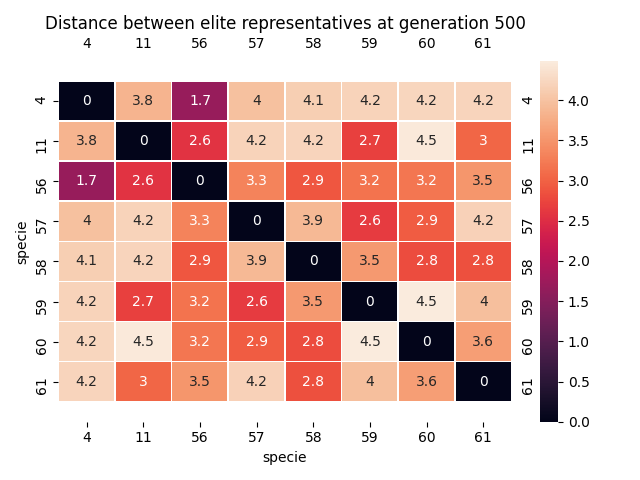 Distance between elite representatives at generation 500
4 11 56 57 58 59 60 61
4 0 3.8 1.7 4 4.1 4.2 4.2 4.2 4 4.0
11 3.8 0 2.6 4.2 4.2 2.7 4.5 3 11 3.5
56 1.7 2.6 0 3.3 2.9 3.2 3.2 3.5 56 3.0
57 4 4.2 3.3 0 3.9 2.6 2.9 4.2 57 2.5
specie
58 4.1 4.2 2.9 3.9 0 3.5 2.8 2.8 58 2.0
59 4.2 2.7 3.2 2.6 3.5 0 4.5 4 59 1.5
60 4.2 4.5 3.2 2.9 2.8 4.5 0 3.6 60 1.0
61 4.2 3 3.5 4.2 2.8 4 3.6 0 61 0.5
0.0
4 11 56 57 58 59 60 61
specie